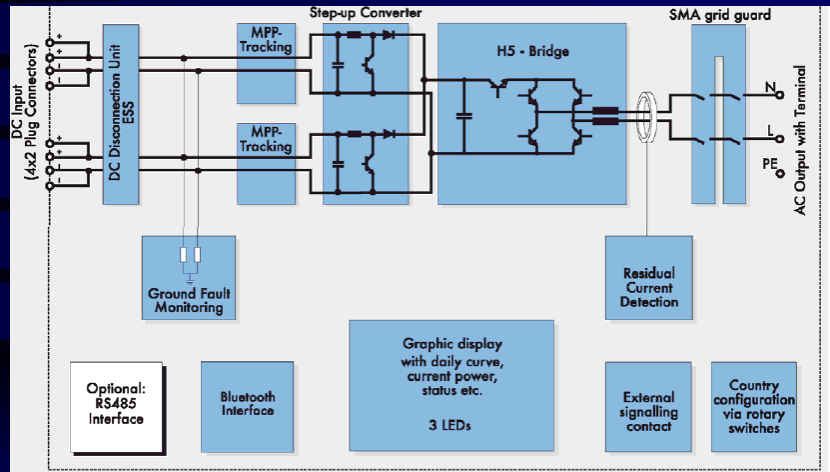 Step-up Converter
SMA grid guard
DC Input
(4x2 Plug Connectors)
+
+
-
-
+
+
-
-
DC Disconnection Unit
ESS
MPP-
Tracking
MPP-
Tracking
H5 - Bridge
N
L
PE
AC Output with Terminal
Ground Fault
Monitoring
Residual
Current
Detection
Optional:
RS485
Interface
Bluetooth
Interface
Graphic display
with daily curve,
current power,
status etc.
3 LEDs
External
signalling
contact
Country
configuration
via rotary
switches